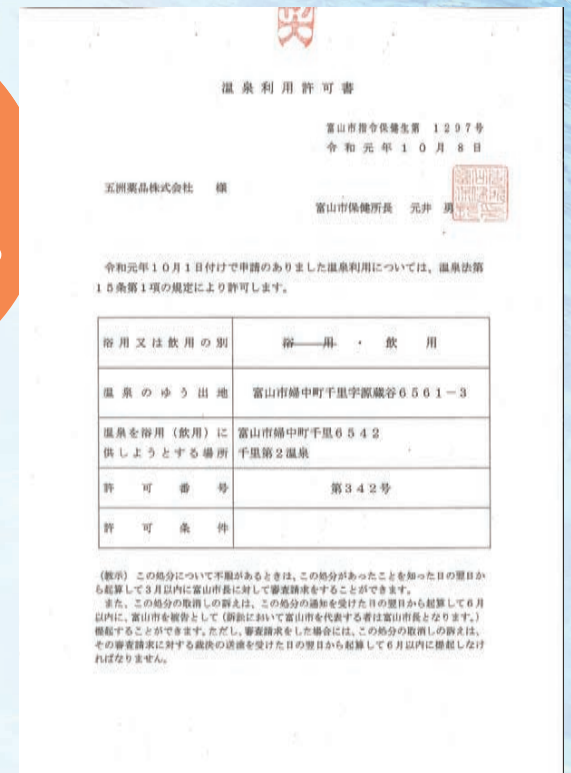 温泉利用許可書
富山市指令保健生第 1297号
令和元年10月8日
五洲薬品株式会社 様
富山市保健所長 元井 勇
令和元年10月1日付けで申請のありました温泉利用については、温泉法第
15条第1項の規定により許可します。
浴用又は飲用の別 浴用・飲用
温泉のゆう出地 富山市婦中町千里字源蔵谷6561-3
温泉を浴用(飲用)に 富山市婦中町千里6542
供しようとする場所 千里第2温泉
許可番号 第342号
許可条件
(教示) この処分について不服があるときは、この処分があったことを知った日の翌日か
ら起算して3月以内に富山市長に対して審査請求をすることができます。
また、この処分の取消しの訴えは、この処分の通知を受けた日の翌日から起算して6月
以内に、富山市を被告として(訴訟において富山市を代表する者は富山市長となります。)
提起することができます。ただし、審査請求をした場合には、この処分の取消しの訴えは、
その審査請求に対する裁決の送達を受けた日の翌日から起算して6月以内に提起しなけ
ればなりません。